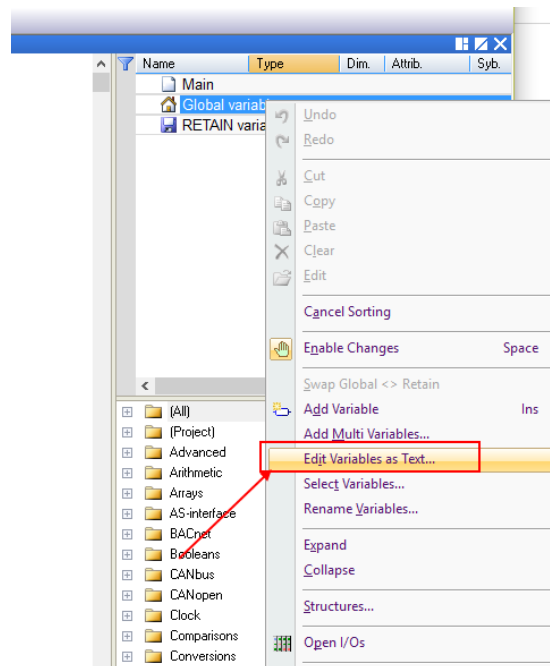 Name Type Dim. Attrib. Syb.
Main
Global variab
RETAIN varia
Undo
Redo
Cut
Copy
Paste
Clear
Edit
Cancel Sorting
Enable Changes Space
Swap Global <> Retain
Add Variable Ins
Add Multi Variables...
Edit Variables as Text...
Select Variables...
Rename Variables...
Expand
Collapse
Structures...
Open I/Os
(All)
(Project)
Advanced
Arithmetic
Arrays
AS-interface
BACnet
Booleans
CANbus
CANopen
Clock
Comparisons
Conversions